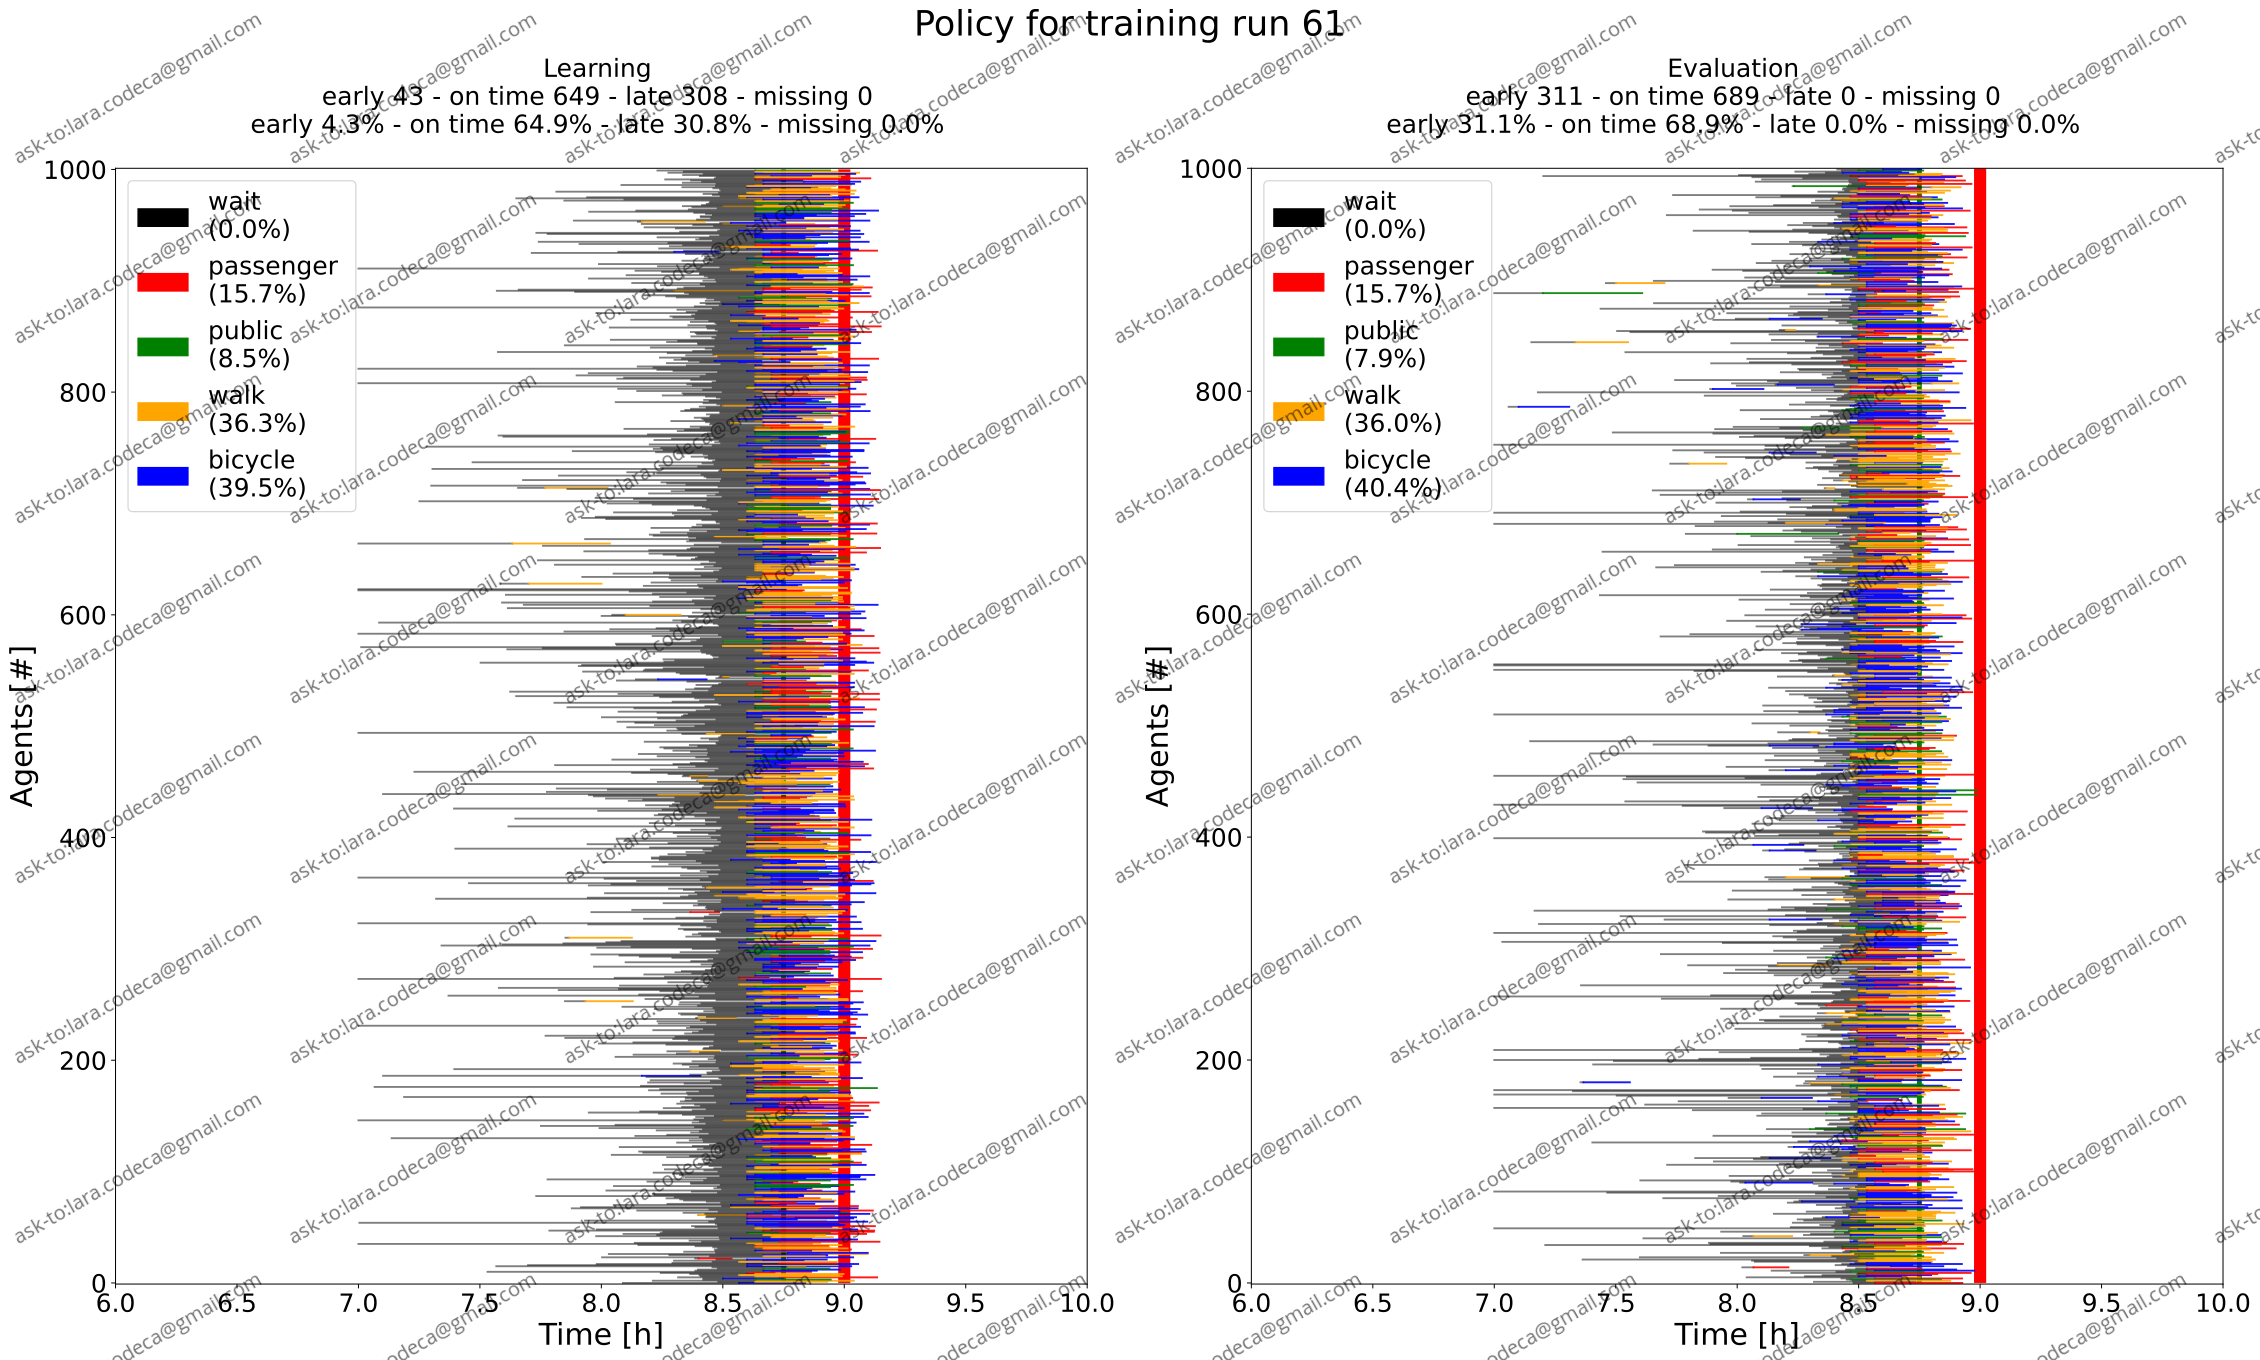 Policy for training run 61
Learning
early 43 - on time 649 - late 308 - missing 0
early 4.3% - on time 64.9% - late 30.8% - missing 0.0%
wait
(0.0%)
passenger
(15.7%)
public
(8.5%)
walk
(36.3%)
bicycle
(39.5%)
1000
800
600
400
200
0
Agents [#]
6.0 6.5 7.0 7.5 8.0 8.5 9.0 9.5 10.0
Time [h]
Evaluation
early 311 - on time 689 - late 0 - missing 0
early 31.1% - on time 68.9% - late 0.0% - missing 0.0%
wait
(0.0%)
passenger
(15.7%)
public
(7.9%)
walk
(36.0%)
bicycle
(40.4%)
1000
800
600
400
200
0
Agents [#]
6.0 6.5 7.0 7.5 8.0 8.5 9.0 9.5 10.0
Time [h]
ask-to:lara.codeca@gmail.com